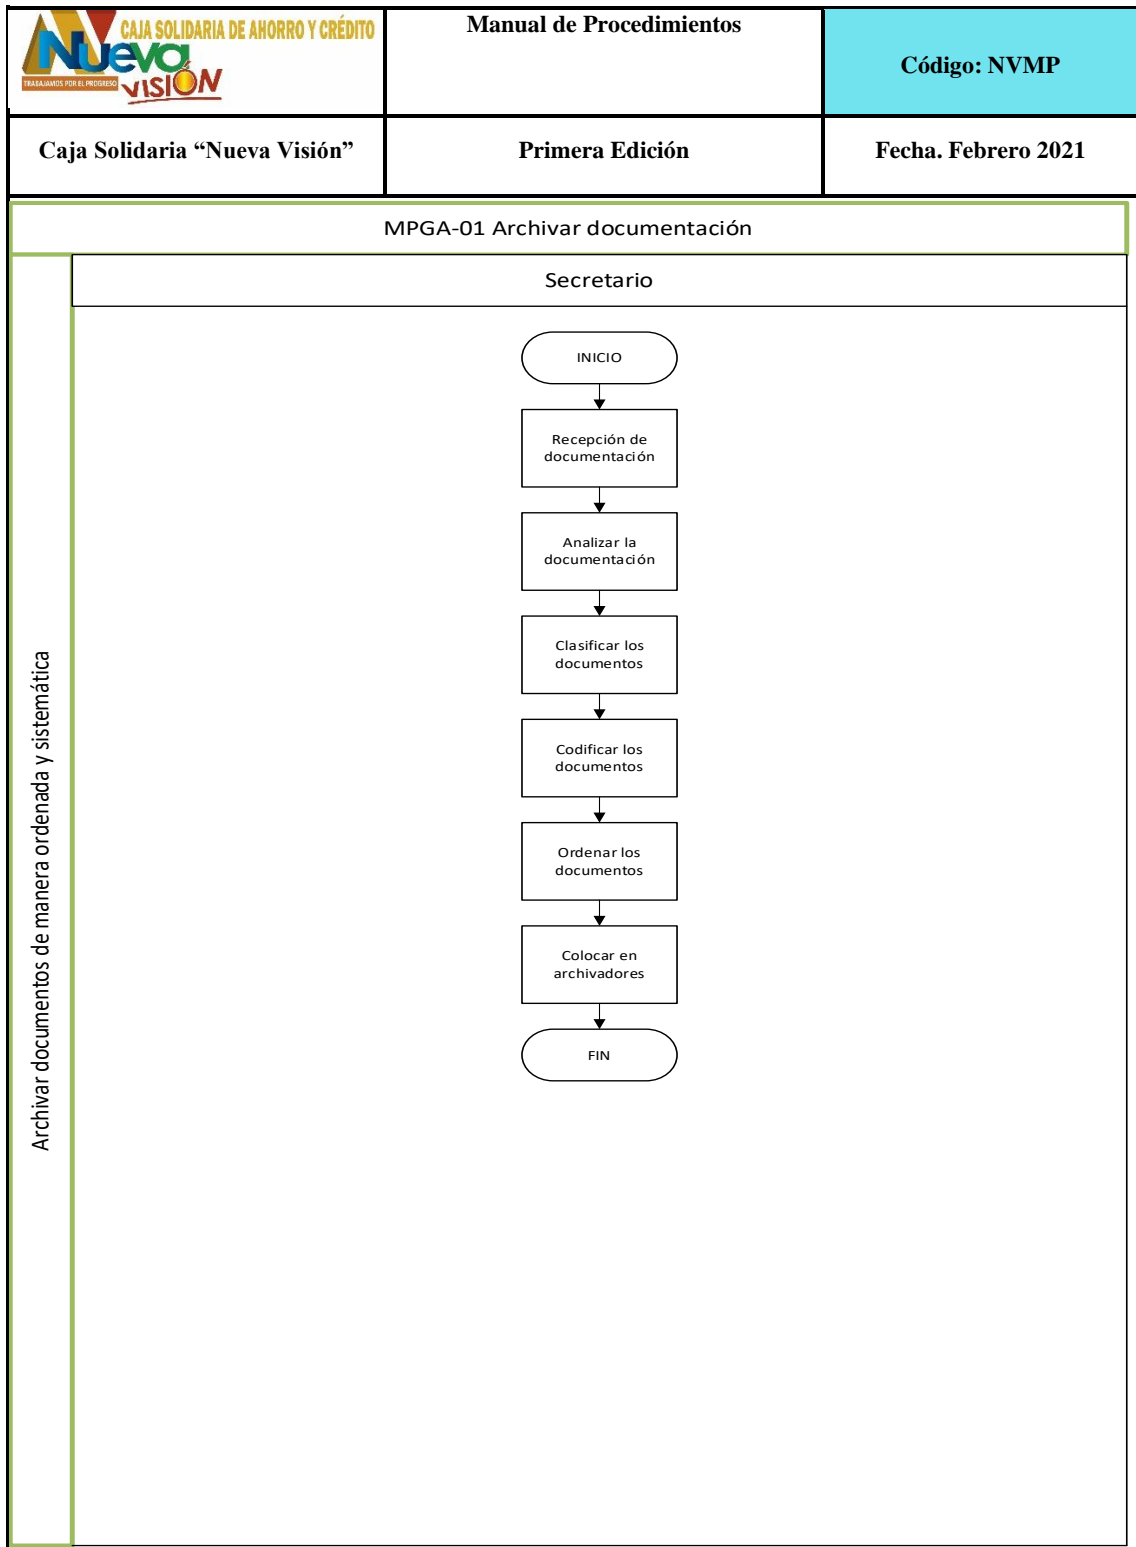 CAJA SOLIDARIA DE AHORRO Y CRÉDITO
Nueva
VISIÓN
TRABAJAMOS POR EL PROGRESO
Manual de Procedimientos
Código: NVMP
Caja Solidaria “Nueva Visión”
Primera Edición
Fecha. Febrero 2021
MPGA-01 Archivar documentación
Secretario
Archivar documentos de manera ordenada y sistemática
INICIO
Recepción de
documentación
Analizar la
documentación
Clasificar los
documentos
Codificar los
documentos
Ordenar los
documentos
Colocar en
archivadores
FIN